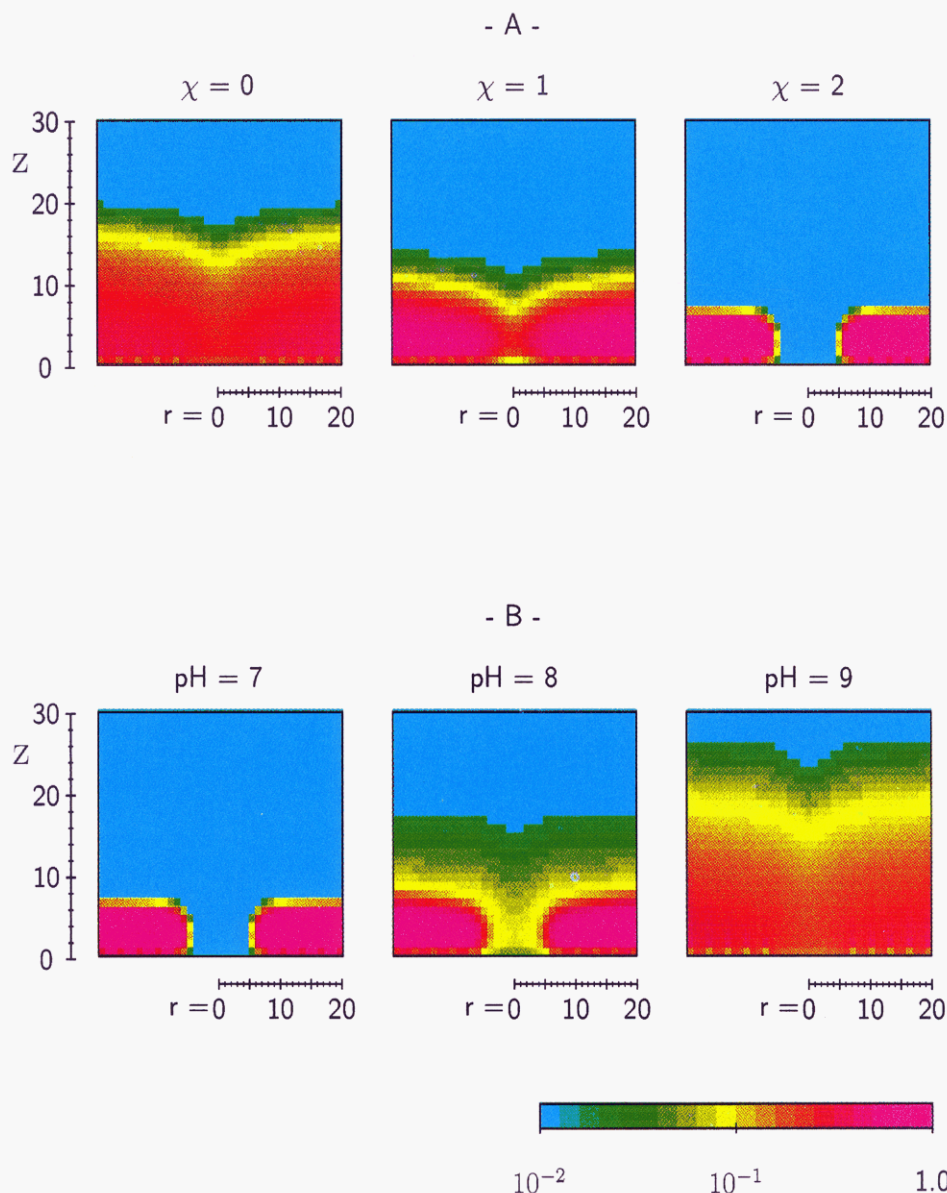 - A -
χ = 0 χ = 1 χ = 2
30
Z
20
10
0
r = 0 10 20 r = 0 10 20 r = 0 10 20
- B -
pH = 7 pH = 8 pH = 9
30
Z
20
10
0
r = 0 10 20 r = 0 10 20 r = 0 10 20
10⁻² 10⁻¹ 1.0